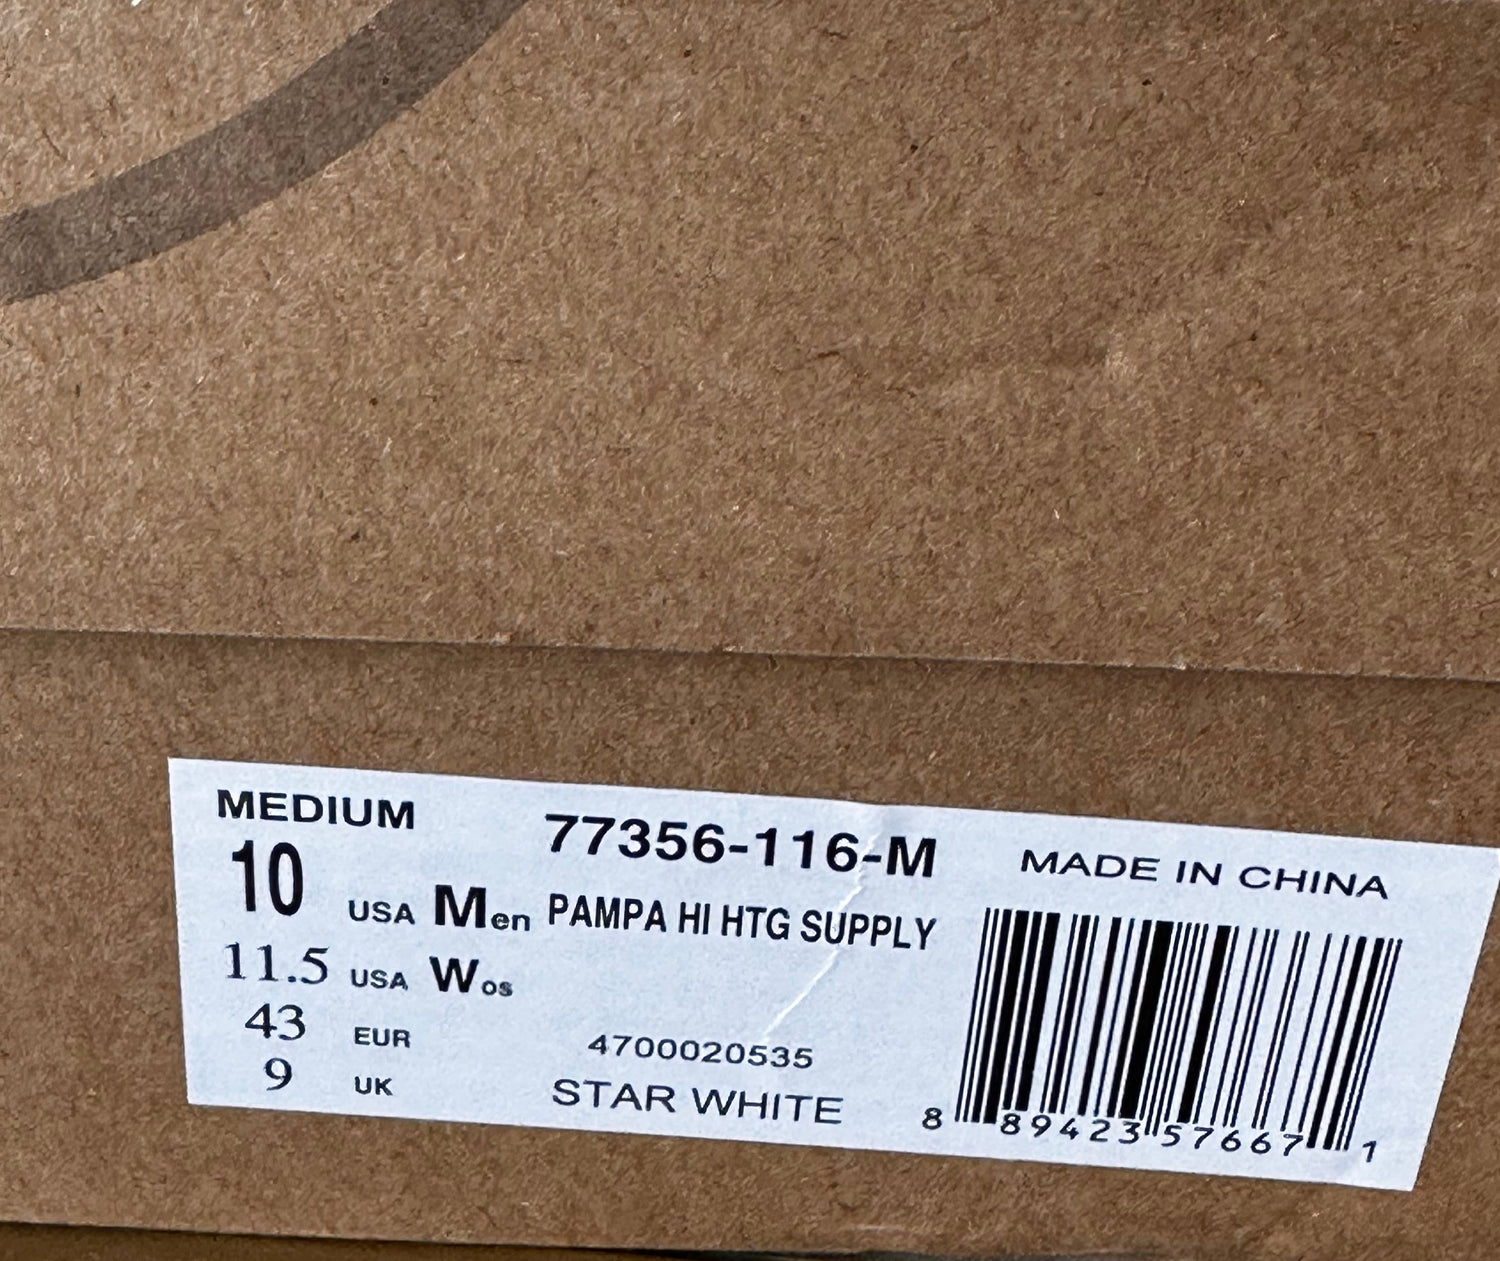 MEDIUM
77356-116-M
MADE IN CHINA
10 USA Men PAMPA HI HTG SUPPLY
11.5 USA Wos
43 EUR
4700020535
9 UK
STAR WHITE
8 89423 57667 1